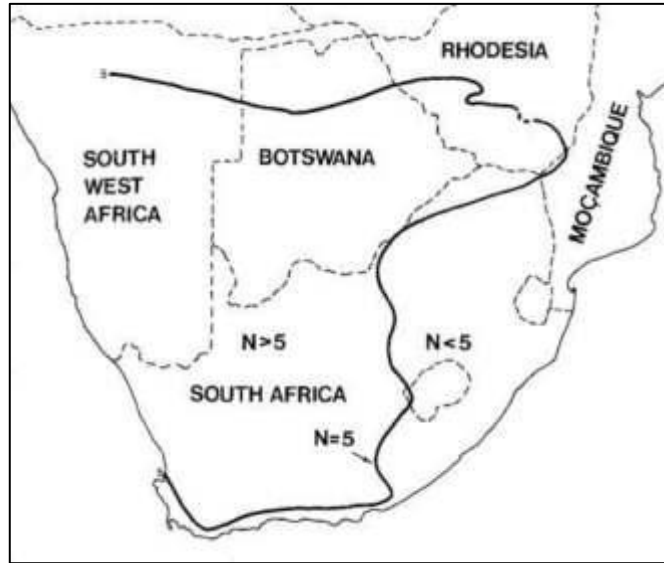 RHODESIA
SOUTH
WEST
AFRICA
BOTSWANA
MOÇAMBIQUE
N>5
N<5
SOUTH AFRICA
N=5